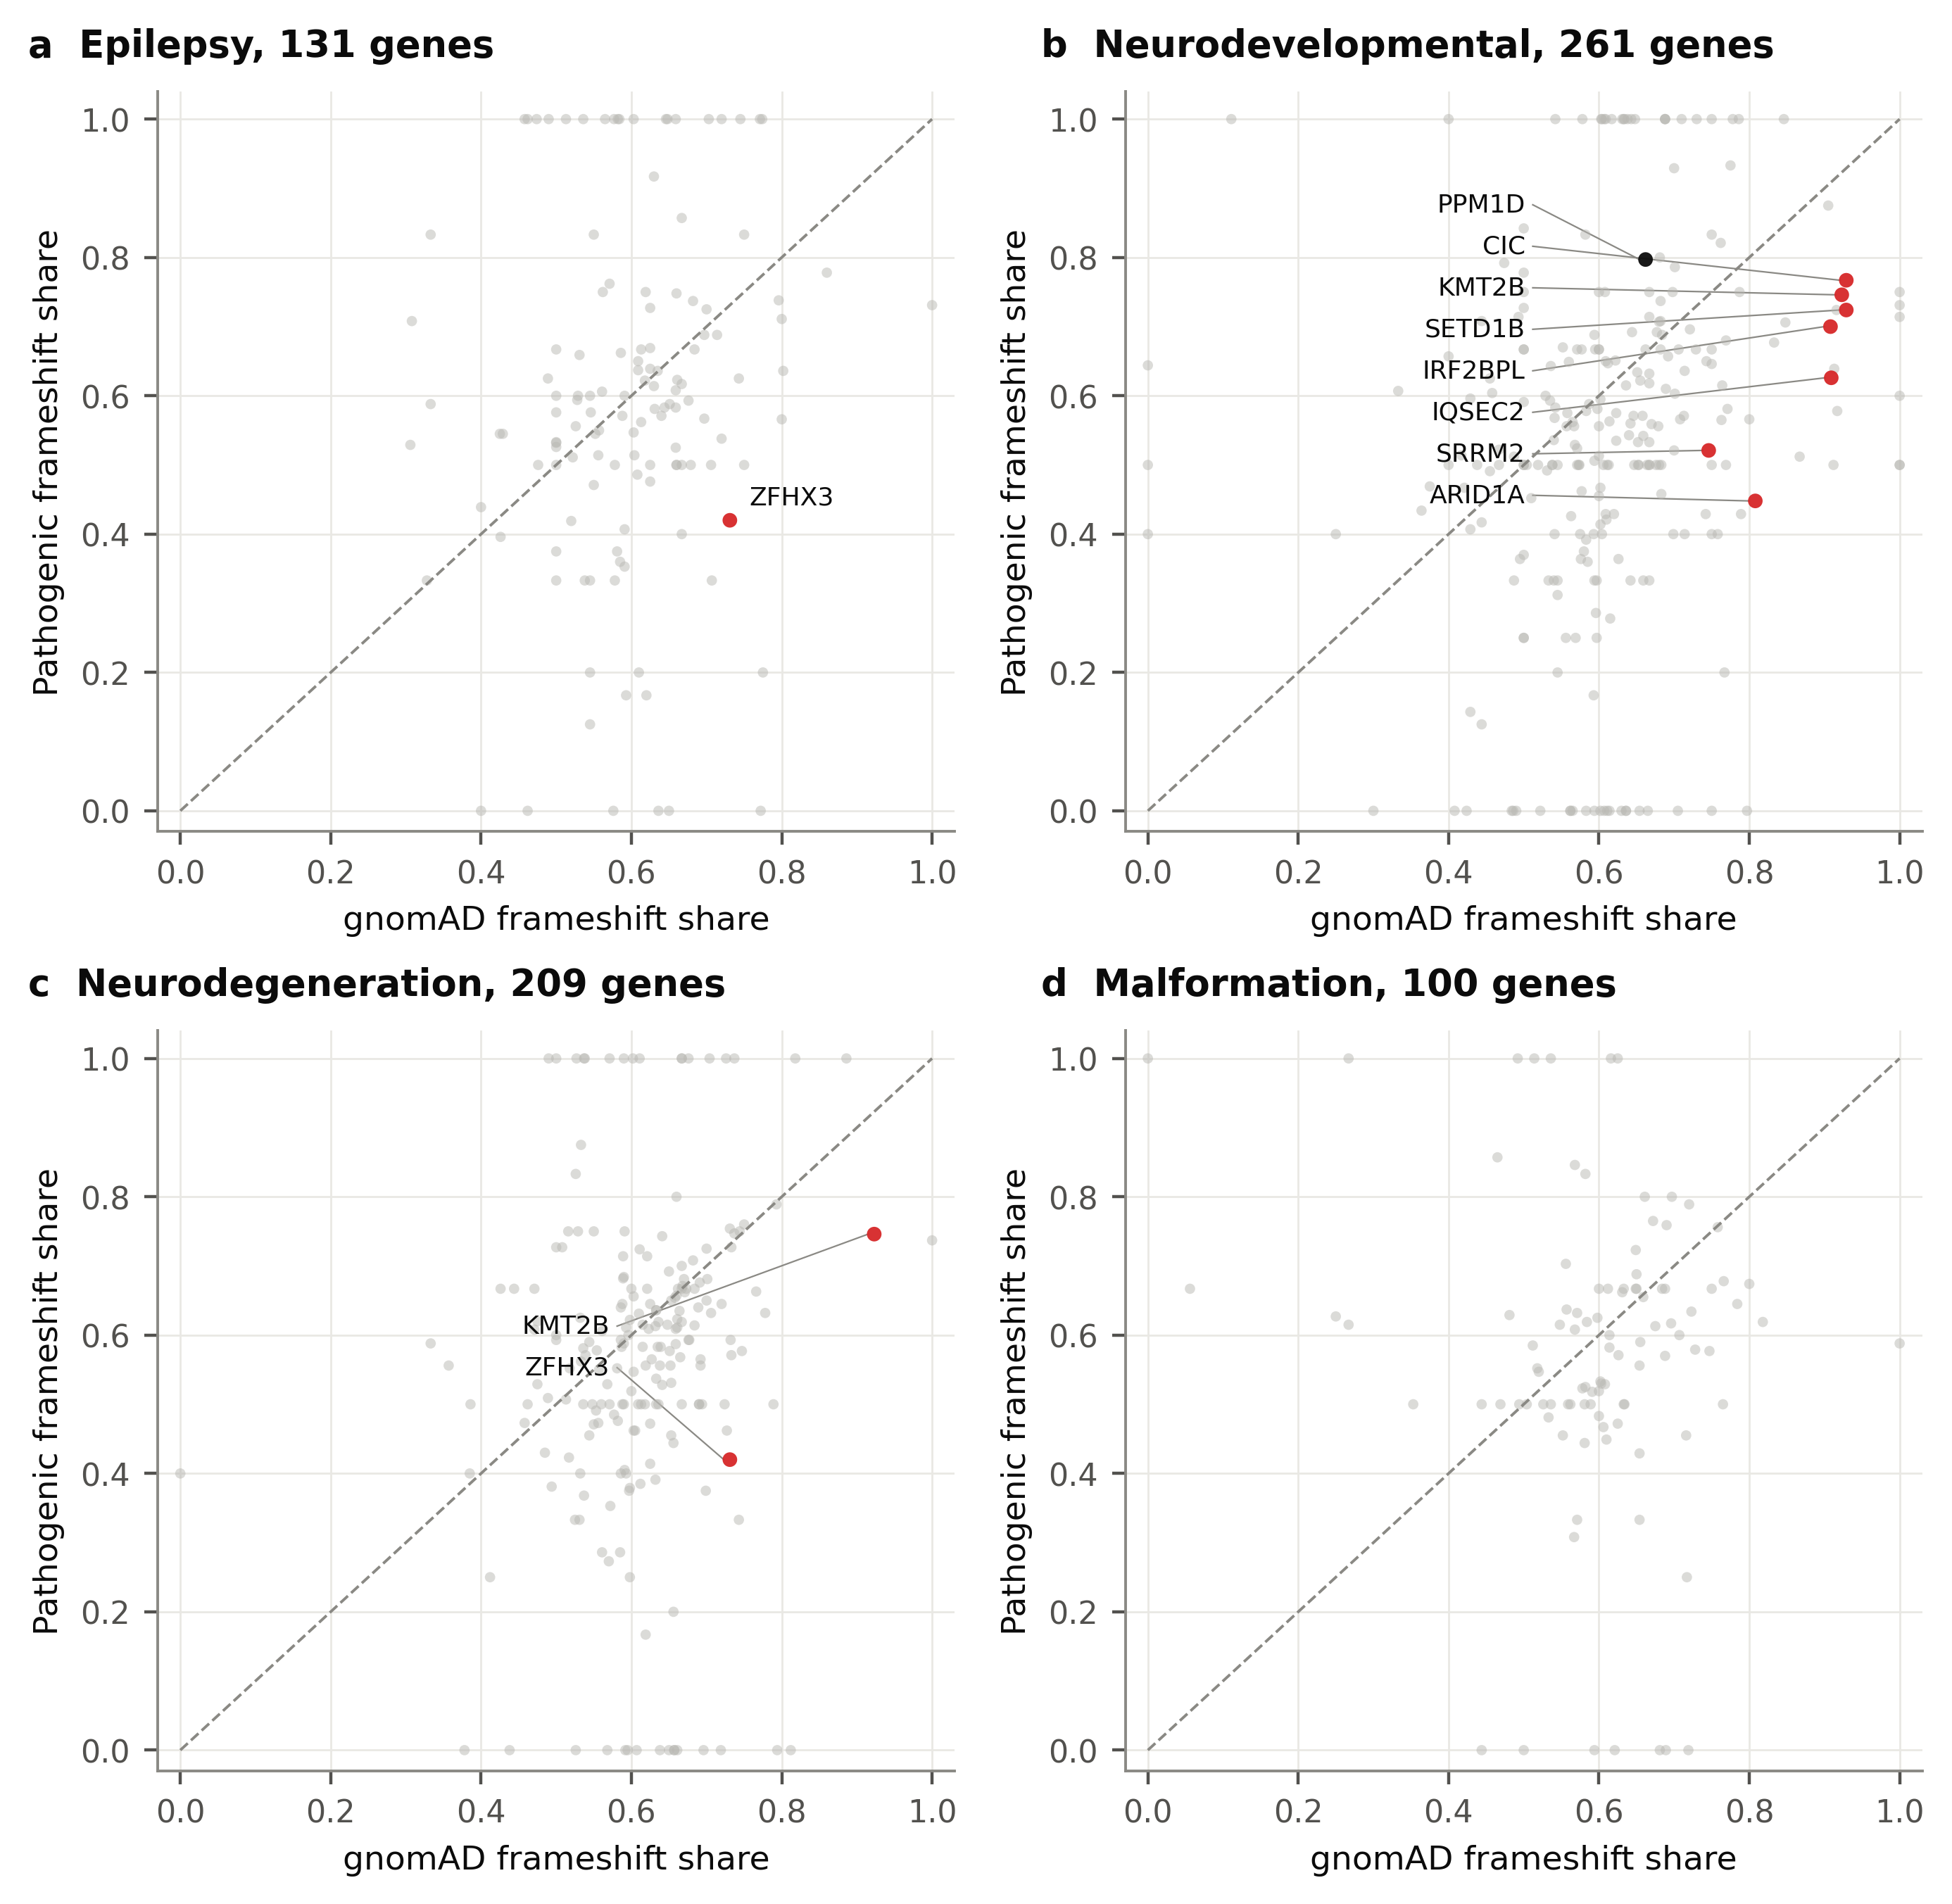 a Epilepsy, 131 genes
Pathogenic frameshift share
1.0
0.8
0.6
0.4
0.2
0.0
ZFHX3
0.0 0.2 0.4 0.6 0.8 1.0
gnomAD frameshift share
b Neurodevelopmental, 261 genes
Pathogenic frameshift share
1.0
0.8
0.6
0.4
0.2
0.0
PPM1D
CIC
KMT2B
SETD1B
IRF2BPL
IQSEC2
SRRM2
ARID1A
0.0 0.2 0.4 0.6 0.8 1.0
gnomAD frameshift share
c Neurodegeneration, 209 genes
Pathogenic frameshift share
1.0
0.8
0.6
0.4
0.2
0.0
KMT2B
ZFHX3
0.0 0.2 0.4 0.6 0.8 1.0
gnomAD frameshift share
d Malformation, 100 genes
Pathogenic frameshift share
1.0
0.8
0.6
0.4
0.2
0.0
0.0 0.2 0.4 0.6 0.8 1.0
gnomAD frameshift share